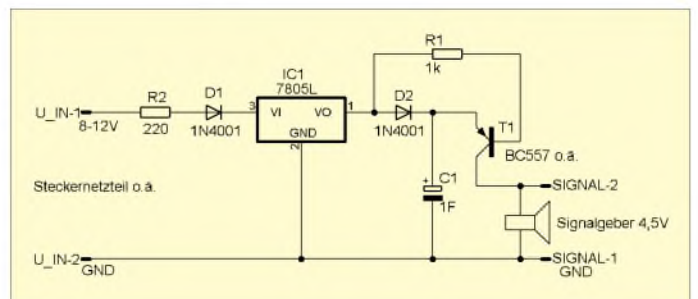 R1
1k
IC1
7805L
U_IN-1
8-12V
R2
220
D1
1N4001
3
VI
VO
1
GND
2
D2
1N4001
T1
BC557 o.ä.
Steckernetzteil o.ä.
+
C1
1F
SIGNAL-2
Signalgeber 4,5V
U_IN-2
GND
SIGNAL-1
GND